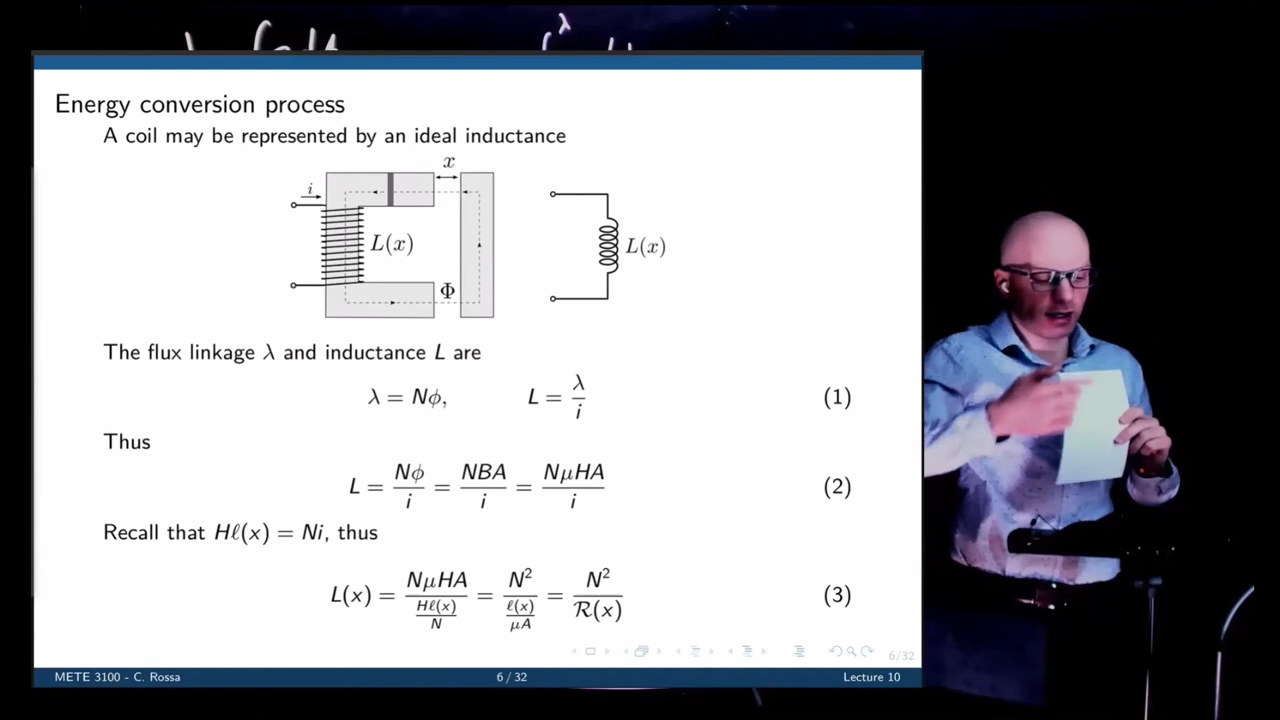 λ
Energy conversion process
A coil may be represented by an ideal inductance
x
i
L(x)
L(x)
Φ
The flux linkage λ and inductance L are
λ = Nϕ, L = λ/i (1)
Thus
L = Nϕ/i = NBA/i = NμHA/i (2)
Recall that Hℓ(x) = Ni, thus
L(x) = NμHA/(Hℓ(x)/N) = N²/(ℓ(x)/μA) = N²/ℛ(x) (3)
6/32
METE 3100 - C. Rossa 6 / 32 Lecture 10